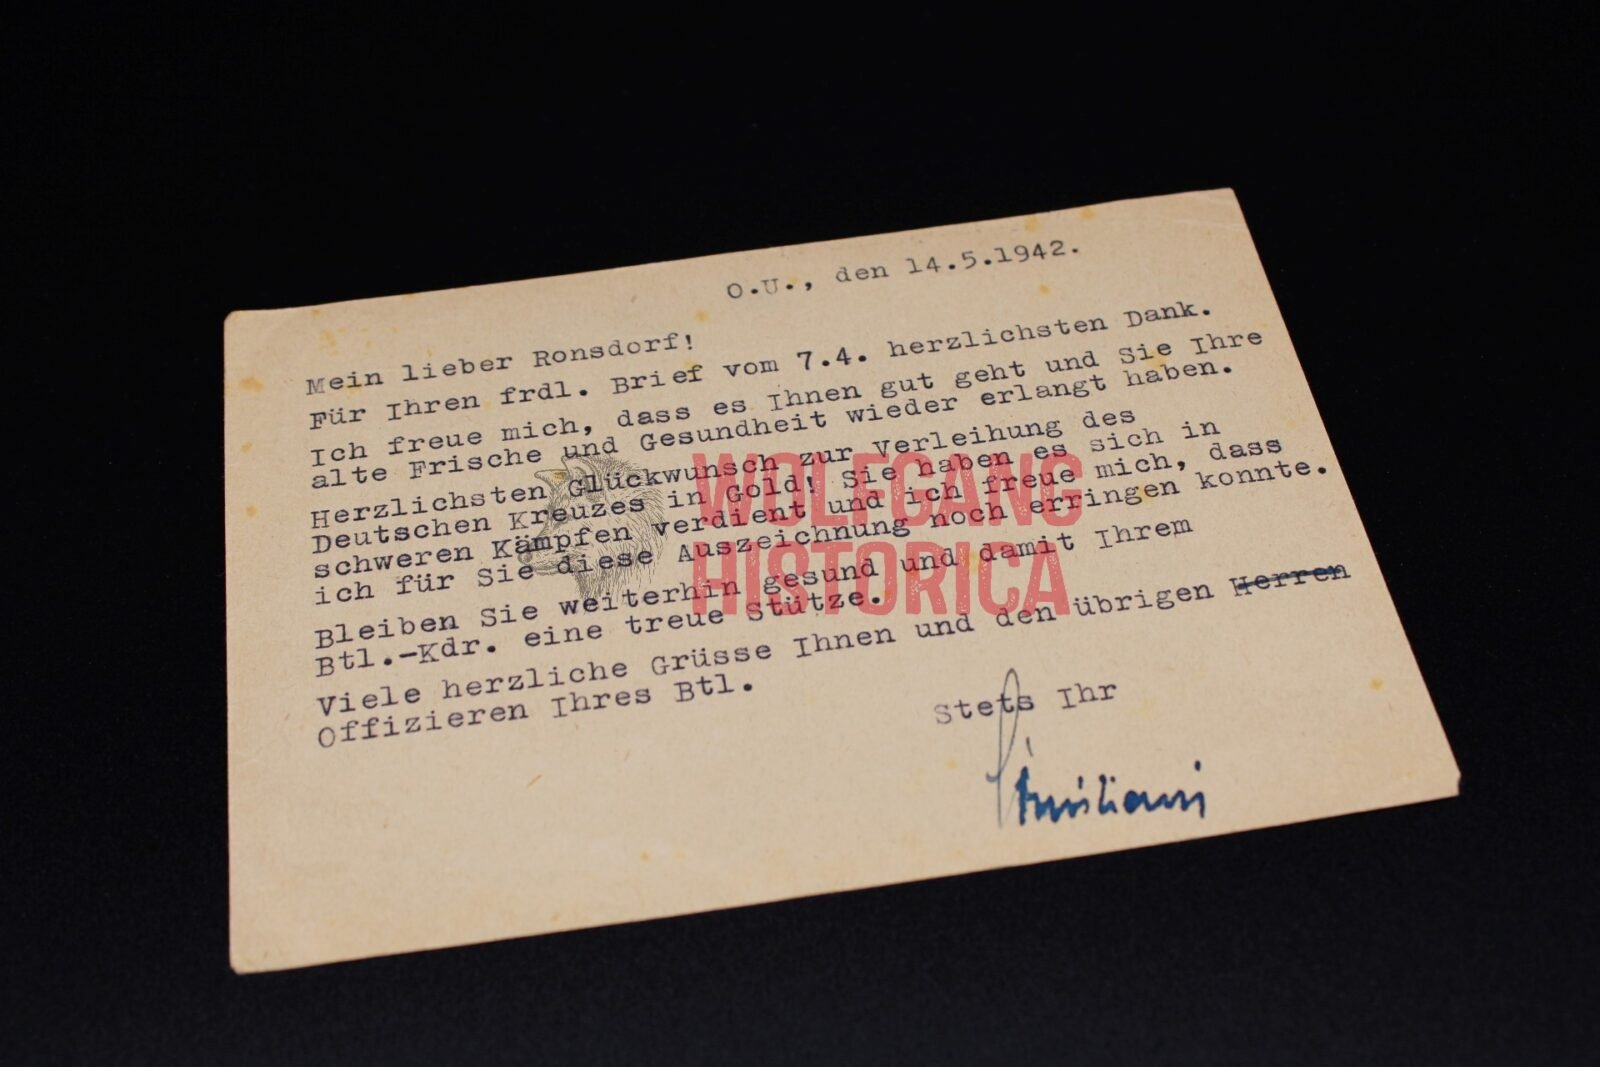 O.U., den 14.5.1942.
Mein lieber Ronsdorf!
Für Ihren frdl. Brief vom 7.4. herzlichsten Dank.
Ich freue mich, dass es Ihnen gut geht und Sie Ihre
alte Frische und Gesundheit wieder erlangt haben.
Herzlichsten Glückwunsch zur Verleihung des
Deutschen Kreuzes in Gold! Sie haben es sich in
schweren Kämpfen verdient und ich freue mich, dass
ich für Sie diese Auszeichnung noch erringen konnte.
Bleiben Sie weiterhin gesund und damit Ihrem
Btl.-Kdr. eine treue Stütze.
Viele herzliche Grüsse Ihnen und den übrigen Herren
Offizieren Ihres Btl.
Stets Ihr
WOLFGANG
HISTORICA